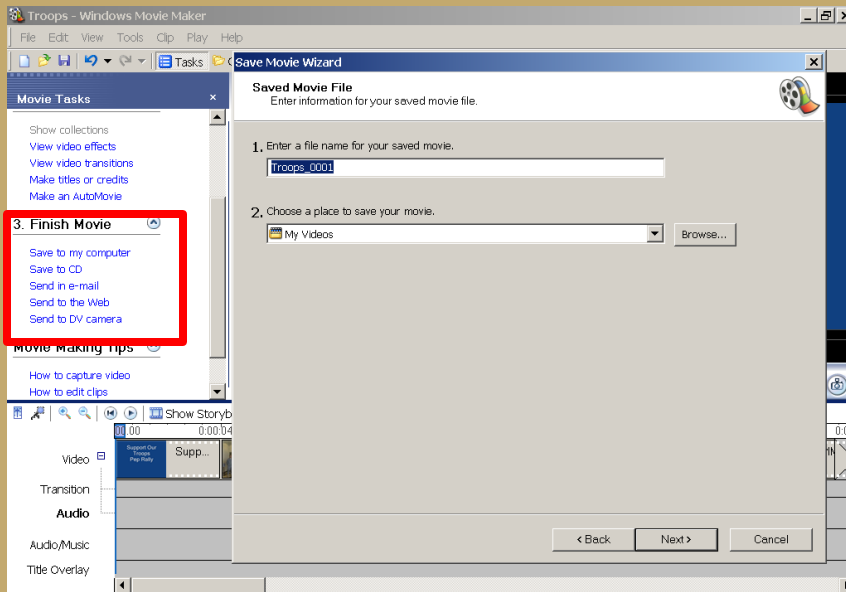 Troops - Windows Movie Maker
File Edit View Tools Clip Play Help
Tasks
Movie Tasks
Show collections
View video effects
View video transitions
Make titles or credits
Make an AutoMovie
3. Finish Movie
Save to my computer
Save to CD
Send in e-mail
Send to the Web
Send to DV camera
Movie Making Tips
How to capture video
How to edit clips
Save Movie Wizard
Saved Movie File
Enter information for your saved movie file.
1. Enter a file name for your saved movie.
Troops_0001
2. Choose a place to save your movie.
My Videos
Browse...
< Back Next > Cancel
Show Storyb
00.00 0:00:04
Video
Support Our
Troops
Pep Rally
Supp...
Transition
Audio
Audio/Music
Title Overlay